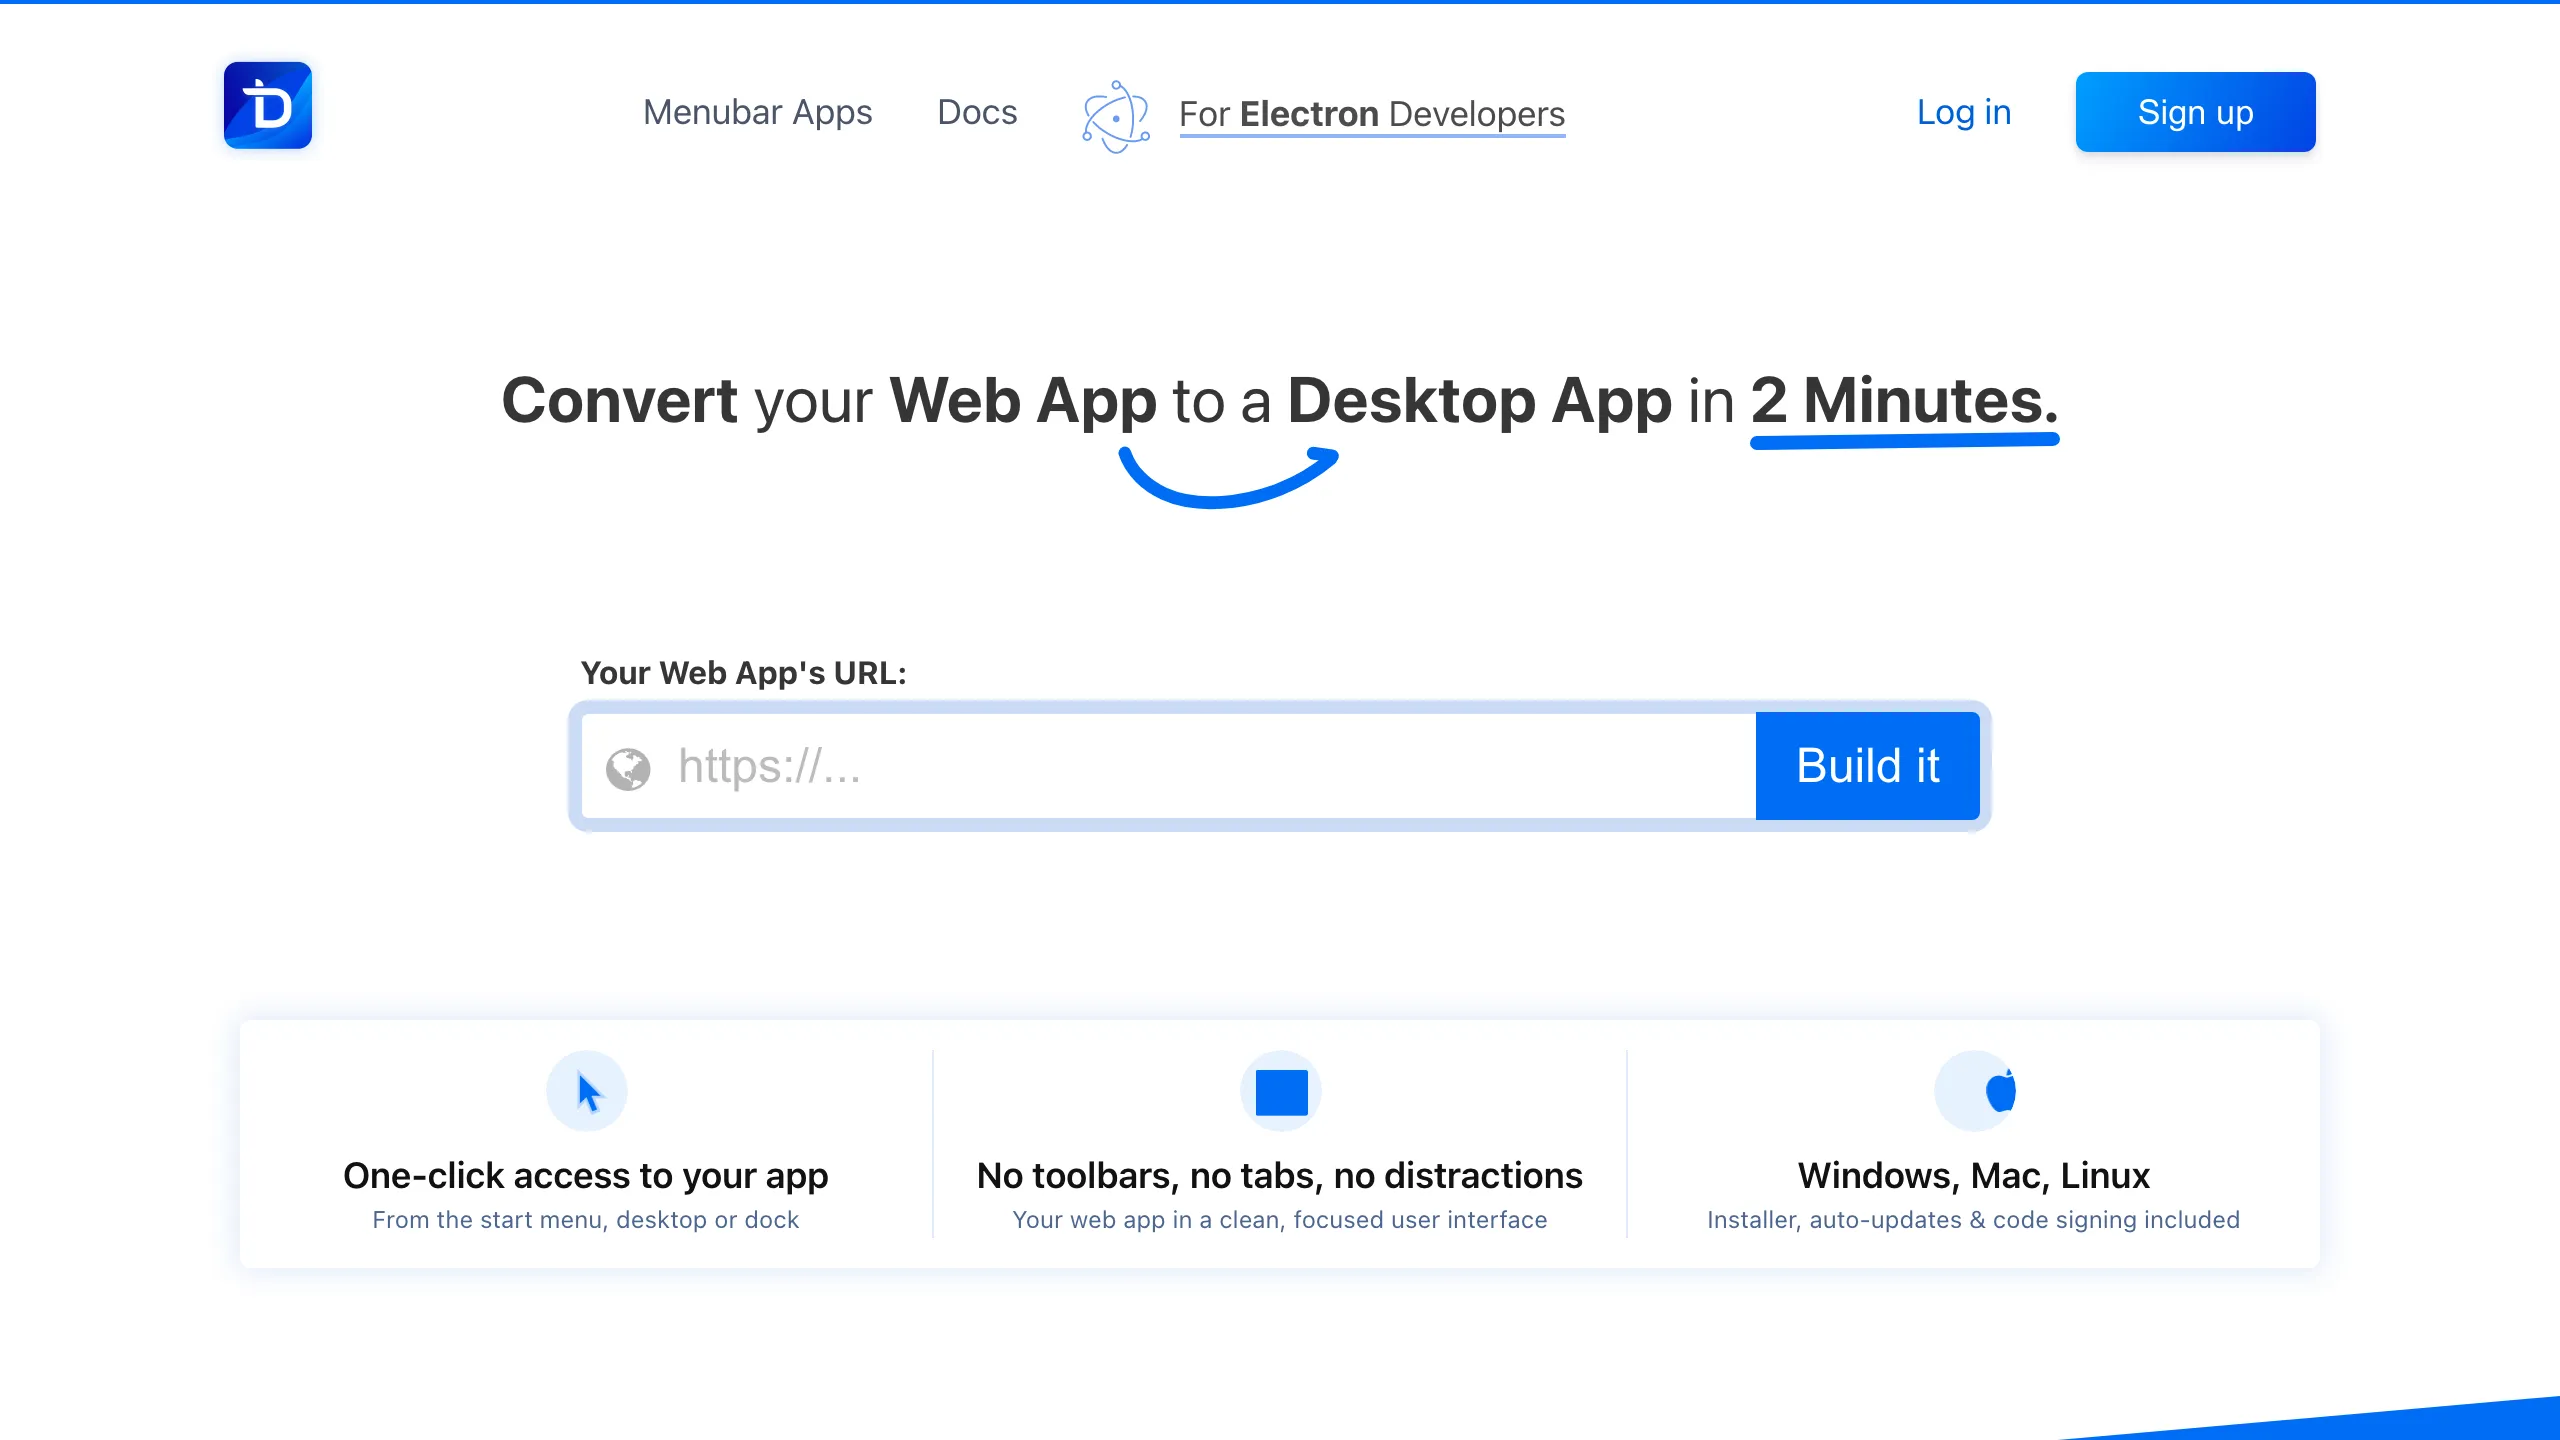 D
Menubar Apps
Docs
For Electron Developers
Log in
Sign up
Convert your Web App to a Desktop App in 2 Minutes.
Your Web App's URL:
https://...
Build it
One-click access to your app
From the start menu, desktop or dock
No toolbars, no tabs, no distractions
Your web app in a clean, focused user interface
Windows, Mac, Linux
Installer, auto-updates & code signing included